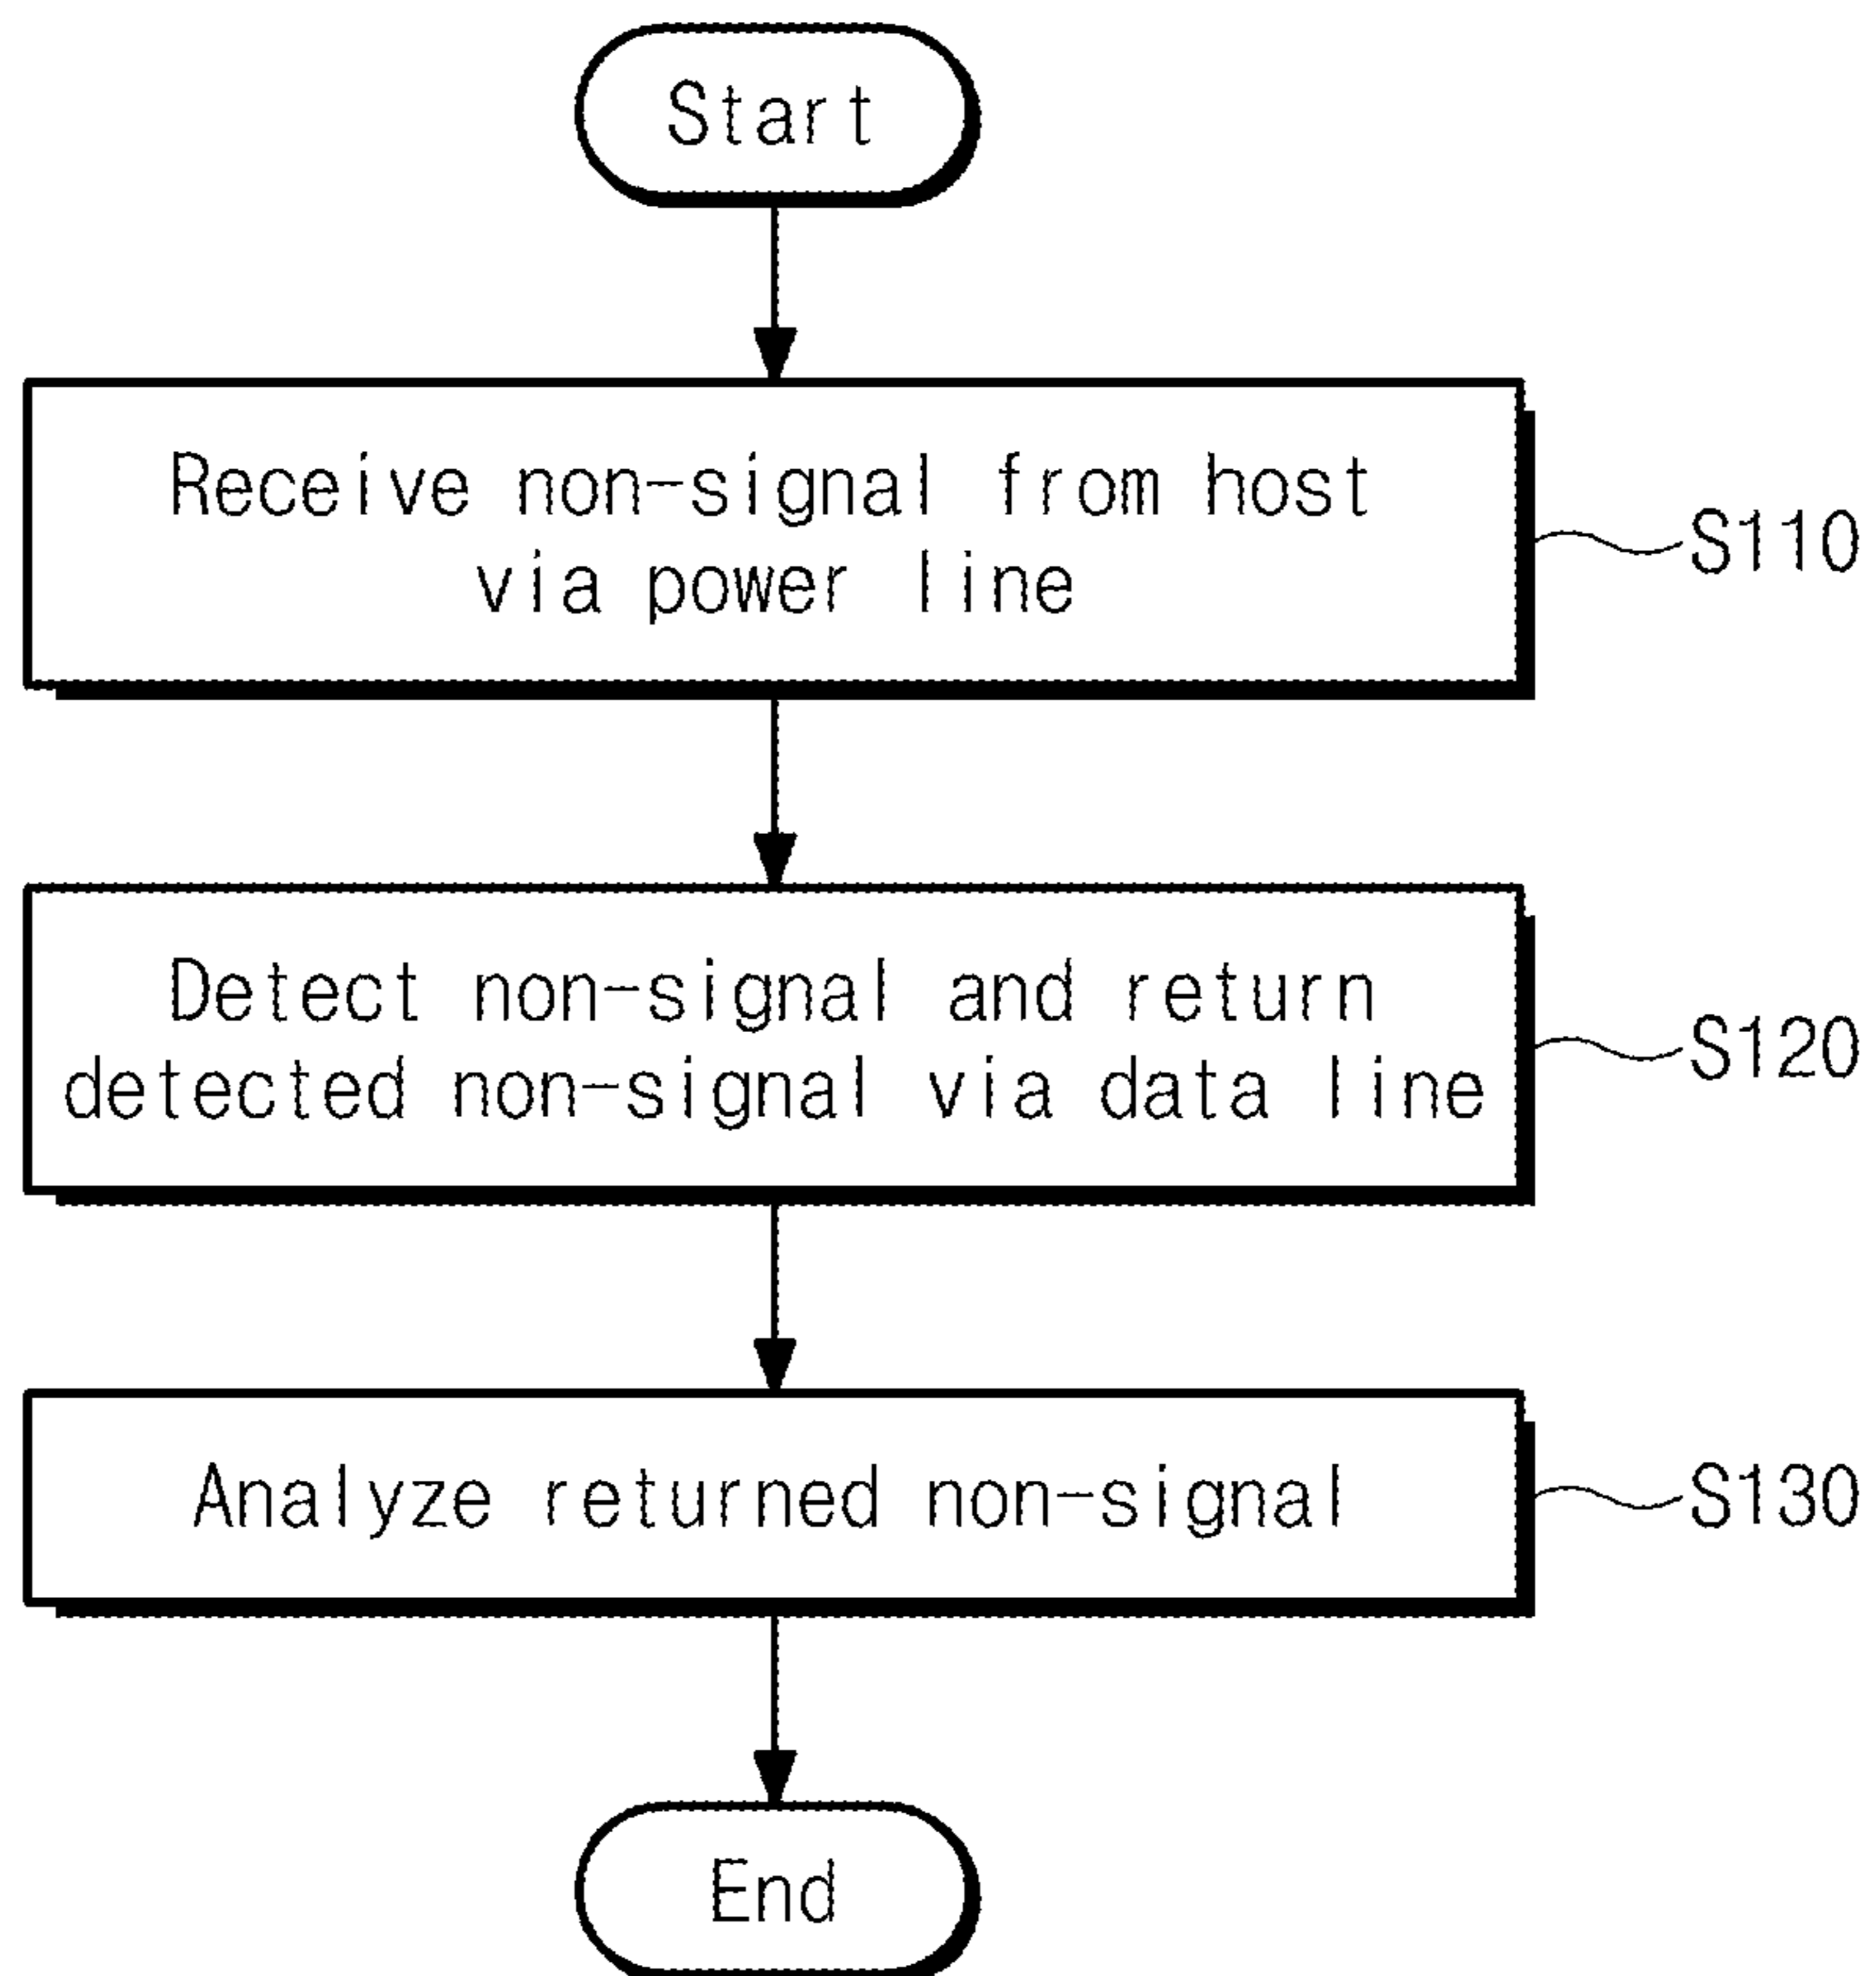 Start
Receive non-signal from host
via power line
S110
Detect non-signal and return
detected non-signal via data line
S120
Analyze returned non-signal
S130
End